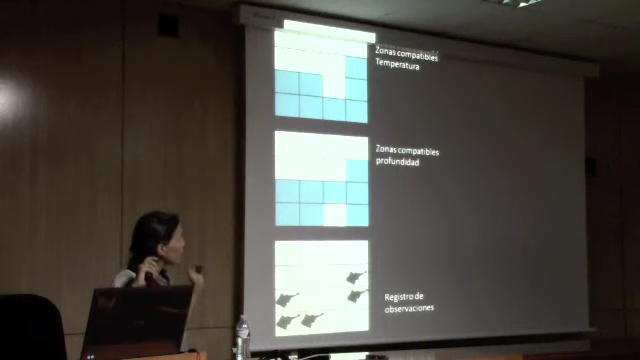 Zonas compatibles
Temperatura
Zonas compatibles
profundidad
Registro de
observaciones